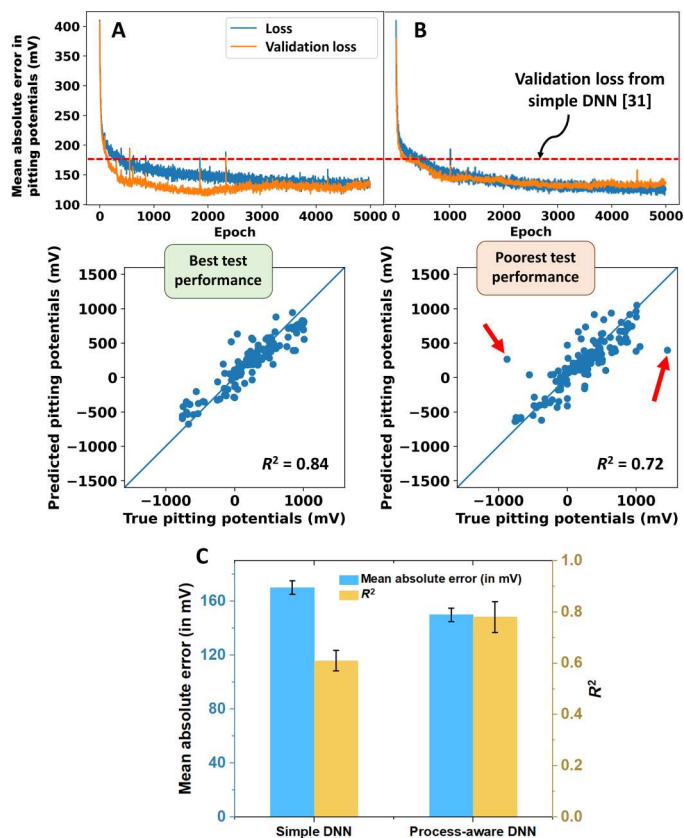 A
B
Loss
Validation loss
Validation loss from
simple DNN [31]
Mean absolute error in
pitting potentials (mV)
400
350
300
250
200
150
100
0 1000 2000 3000 4000 5000
Epoch
0 1000 2000 3000 4000 5000
Epoch
Best test
performance
Predicted pitting potentials (mV)
1500
1000
500
0
−500
−1000
−1500
R² = 0.84
−1000 0 1000
True pitting potentials (mV)
Poorest test
performance
Predicted pitting potentials (mV)
1500
1000
500
0
−500
−1000
−1500
R² = 0.72
−1000 0 1000
True pitting potentials (mV)
C
Mean absolute error (in mV)
R²
Mean absolute error (in mV)
160
120
80
40
0
1.0
0.8
0.6
0.4
0.2
0.0
R²
Simple DNN Process-aware DNN